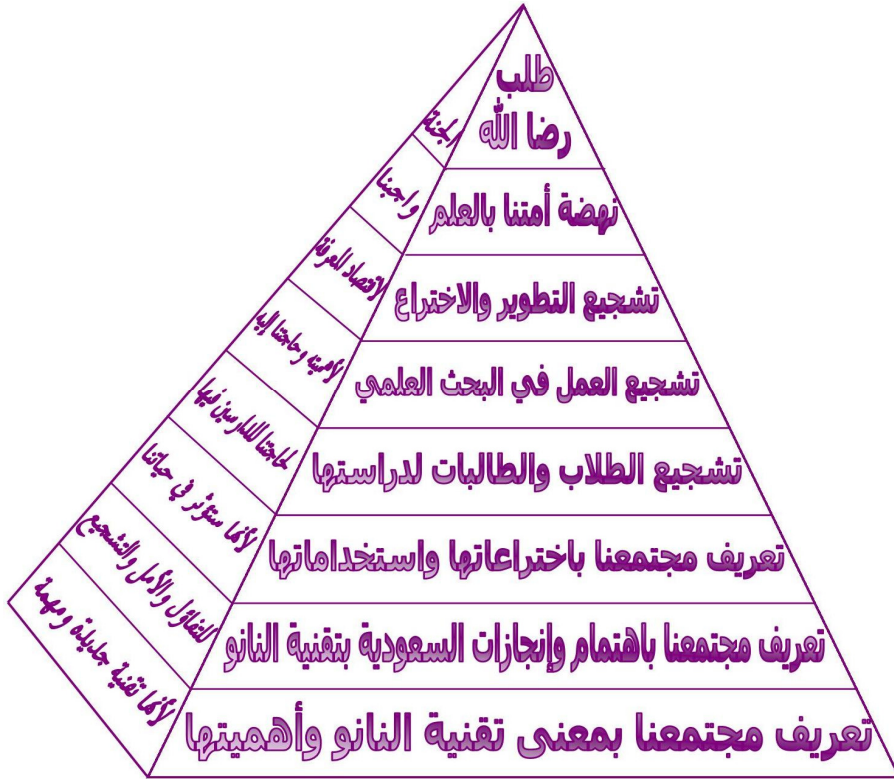 طلب
رضا الله
نهضة أمتنا بالعلم
تشجيع التطوير والاختراع
تشجيع العمل في البحث العلمي
تشجيع الطلاب والطالبات لدراستها
تعريف مجتمعنا باختراعاتها واستخداماتها
تعريف مجتمعنا باهتمام وإنجازات السعودية بتقنية النانو
تعريف مجتمعنا بمعنى تقنية النانو وأهميتها
الجنة
واجبنا
لاقتصاد المعرفة
لأهميته وحاجتنا إليه
لحاجتنا للدارسين فيها
لأنها ستؤثر في حياتنا
للتفاؤل والأمل والتشجيع
لأنها تقنية جديدة ومهمة